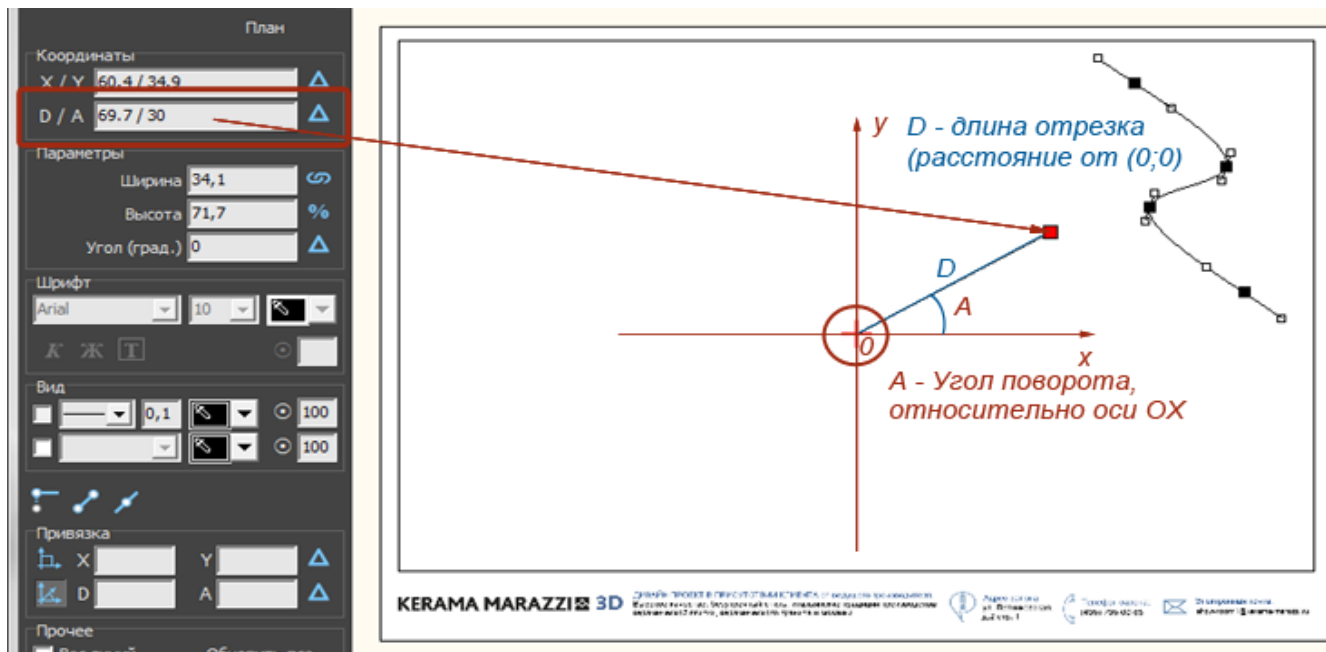 План
Координаты
X / Y 60.4 / 34.9
D / A 69.7 / 30
Параметры
Ширина 34,1
Высота 71,7 %
Угол (град.) 0
Шрифт
Arial 10
К Ж T
Вид
0,1 100
100
Привязка
X Y
D A
Прочее
y
D - длина отрезка
(расстояние от (0;0)
D
A
0
x
A - Угол поворота,
относительно оси OX
KERAMA MARAZZI 3D